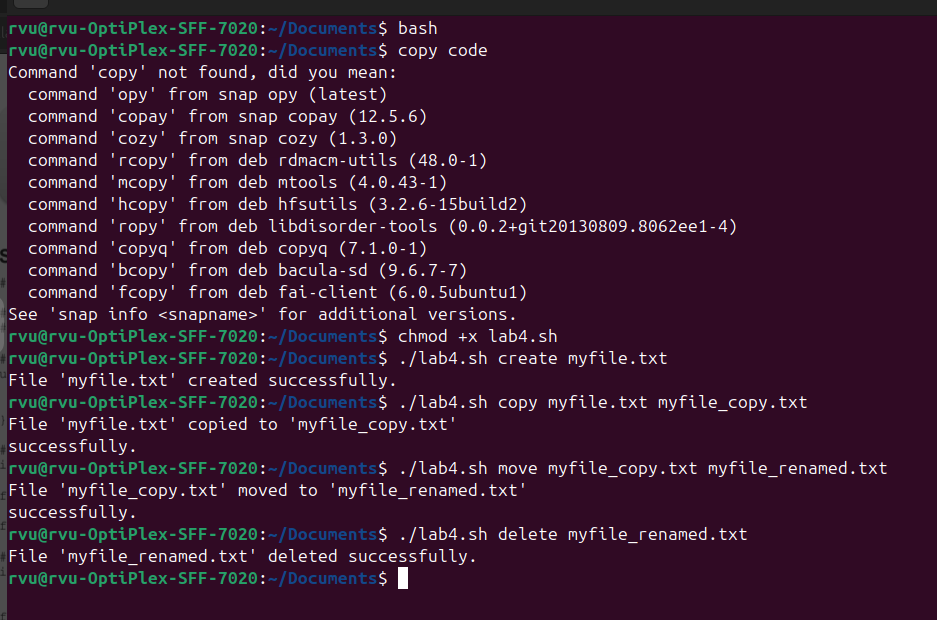 rvu@rvu-OptiPlex-SFF-7020:~/Documents$ bash
rvu@rvu-OptiPlex-SFF-7020:~/Documents$ copy code
Command 'copy' not found, did you mean:
  command 'opy' from snap opy (latest)
  command 'copay' from snap copay (12.5.6)
  command 'cozy' from snap cozy (1.3.0)
  command 'rcopy' from deb rdmacm-utils (48.0-1)
  command 'mcopy' from deb mtools (4.0.43-1)
  command 'hcopy' from deb hfsutils (3.2.6-15build2)
  command 'ropy' from deb libdisorder-tools (0.0.2+git20130809.8062ee1-4)
  command 'copyq' from deb copyq (7.1.0-1)
  command 'bcopy' from deb bacula-sd (9.6.7-7)
  command 'fcopy' from deb fai-client (6.0.5ubuntu1)
See 'snap info <snapname>' for additional versions.
rvu@rvu-OptiPlex-SFF-7020:~/Documents$ chmod +x lab4.sh
rvu@rvu-OptiPlex-SFF-7020:~/Documents$ ./lab4.sh create myfile.txt
File 'myfile.txt' created successfully.
rvu@rvu-OptiPlex-SFF-7020:~/Documents$ ./lab4.sh copy myfile.txt myfile_copy.txt
File 'myfile.txt' copied to 'myfile_copy.txt'
successfully.
rvu@rvu-OptiPlex-SFF-7020:~/Documents$ ./lab4.sh move myfile_copy.txt myfile_renamed.txt
File 'myfile_copy.txt' moved to 'myfile_renamed.txt'
successfully.
rvu@rvu-OptiPlex-SFF-7020:~/Documents$ ./lab4.sh delete myfile_renamed.txt
File 'myfile_renamed.txt' deleted successfully.
rvu@rvu-OptiPlex-SFF-7020:~/Documents$